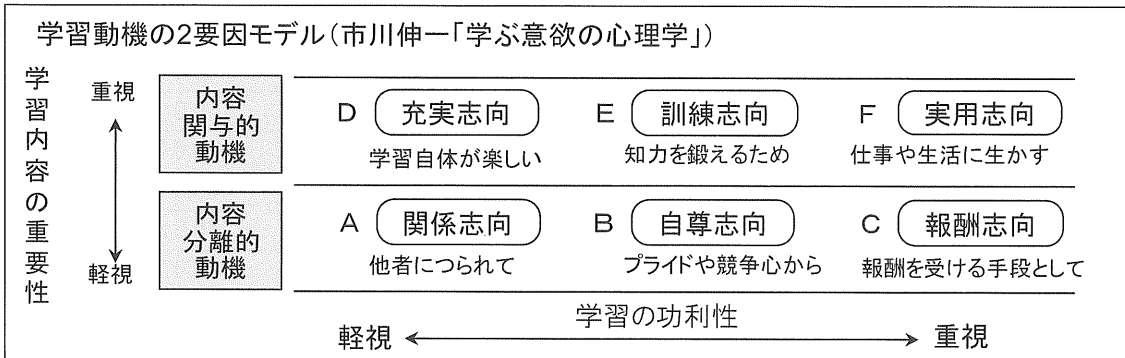 学習動機の2要因モデル(市川伸一「学ぶ意欲の心理学」)
学習内容の重要性
重視
軽視
内容
関与的
動機
D 充実志向 E 訓練志向 F 実用志向
学習自体が楽しい 知力を鍛えるため 仕事や生活に生かす
内容
分離的
動機
A 関係志向 B 自尊志向 C 報酬志向
他者につられて プライドや競争心から 報酬を受ける手段として
学習の功利性
軽視 重視